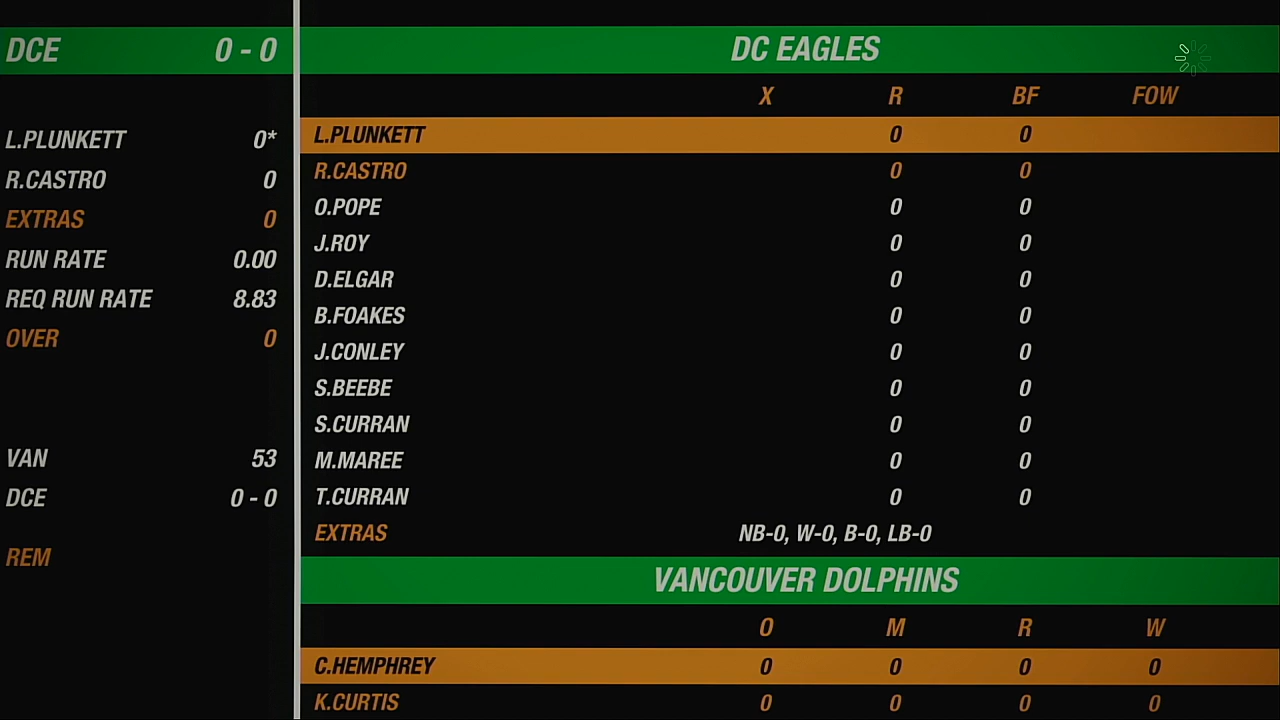 DCE 0 - 0
L.PLUNKETT 0*
R.CASTRO 0
EXTRAS 0
RUN RATE 0.00
REQ RUN RATE 8.83
OVER 0
VAN 53
DCE 0 - 0
REM
DC EAGLES
X R BF FOW
L.PLUNKETT 0 0
R.CASTRO 0 0
O.POPE 0 0
J.ROY 0 0
D.ELGAR 0 0
B.FOAKES 0 0
J.CONLEY 0 0
S.BEEBE 0 0
S.CURRAN 0 0
M.MAREE 0 0
T.CURRAN 0 0
EXTRAS NB-0, W-0, B-0, LB-0
VANCOUVER DOLPHINS
O M R W
C.HEMPHREY 0 0 0 0
K.CURTIS 0 0 0 0